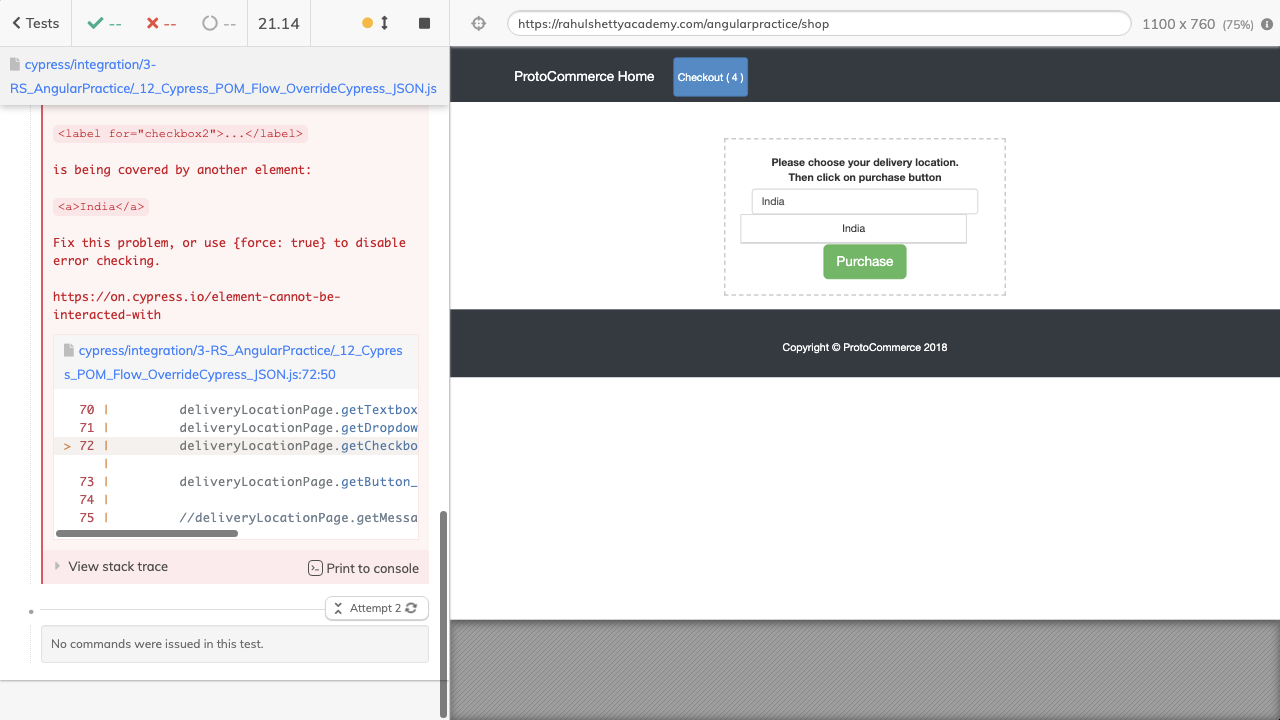 Tests
--
--
--
21.14
cypress/integration/3-
RS_AngularPractice/_12_Cypress_POM_Flow_OverrideCypress_JSON.js
<label for="checkbox2">...</label>
is being covered by another element:
<a>India</a>
Fix this problem, or use {force: true} to disable
error checking.
https://on.cypress.io/element-cannot-be-
interacted-with
cypress/integration/3-RS_AngularPractice/_12_Cypres
s_POM_Flow_OverrideCypress_JSON.js:72:50
70 | deliveryLocationPage.getTextbox
71 | deliveryLocationPage.getDropdow
> 72 | deliveryLocationPage.getCheckbo
|
73 | deliveryLocationPage.getButton_
74 |
75 | //deliveryLocationPage.getMessa
View stack trace
Print to console
Attempt 2
No commands were issued in this test.
https://rahulshettyacademy.com/angularpractice/shop
1100 x 760 (75%)
ProtoCommerce Home
Checkout ( 4 )
Please choose your delivery location.
Then click on purchase button
India
India
Purchase
Copyright © ProtoCommerce 2018